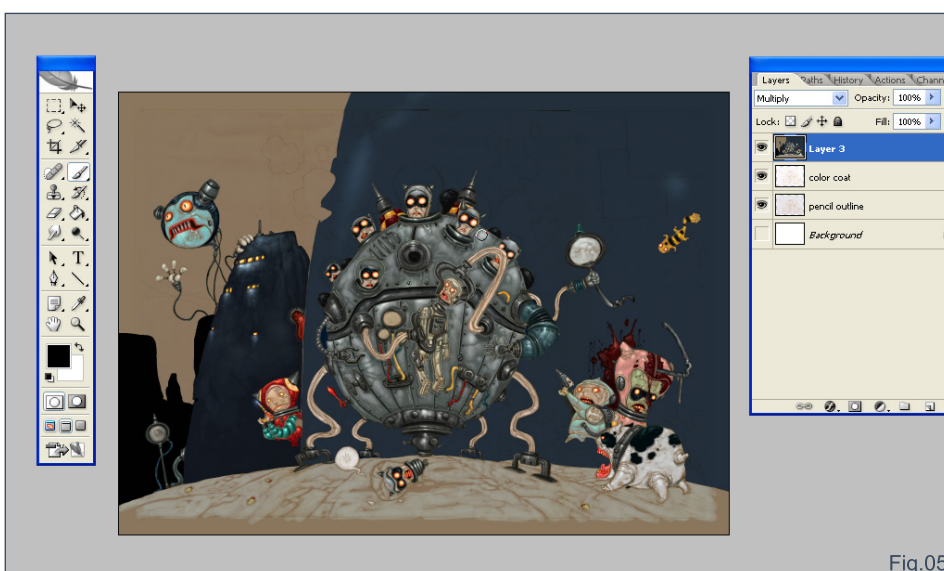 Layers Paths History Actions Chann
Multiply Opacity: 100%
Lock: Fill: 100%
Layer 3
color coat
pencil outline
Background
T
Fig.05